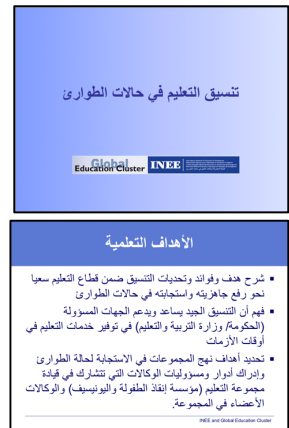 تنسيق التعليم في حالات الطوارئ
Global
Education Cluster INEE
الأهداف التعلمية
▪ شرح هدف وفوائد وتحديات التنسيق ضمن قطاع التعليم سعيا
نحو رفع جاهزيته واستجابته في حالات الطوارئ
▪ فهم أن التنسيق الجيد يساعد ويدعم الجهات المسؤولة
(الحكومة/ وزارة التربية والتعليم) في توفير خدمات التعليم في
أوقات الأزمات
▪ تحديد أهداف نهج المجموعات في الاستجابة لحالة الطوارئ
وإدراك أدوار ومسؤوليات الوكالات التي تتشارك في قيادة
مجموعة التعليم (مؤسسة إنقاذ الطفولة واليونيسيف) والوكالات
الأعضاء في المجموعة.
INEE and Global Education Cluster